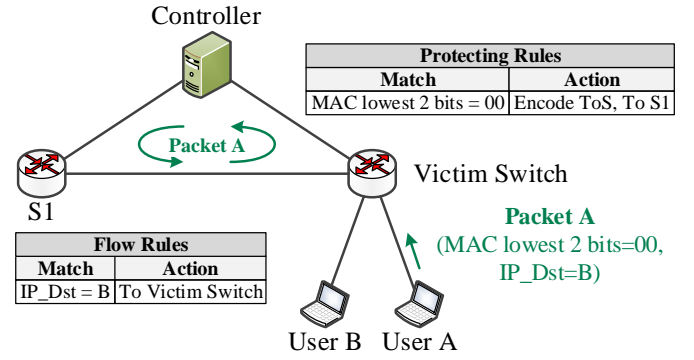 Controller
Protecting Rules
Match Action
MAC lowest 2 bits = 00 Encode ToS, To S1
Packet A
S1
Victim Switch
Flow Rules
Match Action
IP_Dst = B To Victim Switch
Packet A
(MAC lowest 2 bits=00,
IP_Dst=B)
User B User A